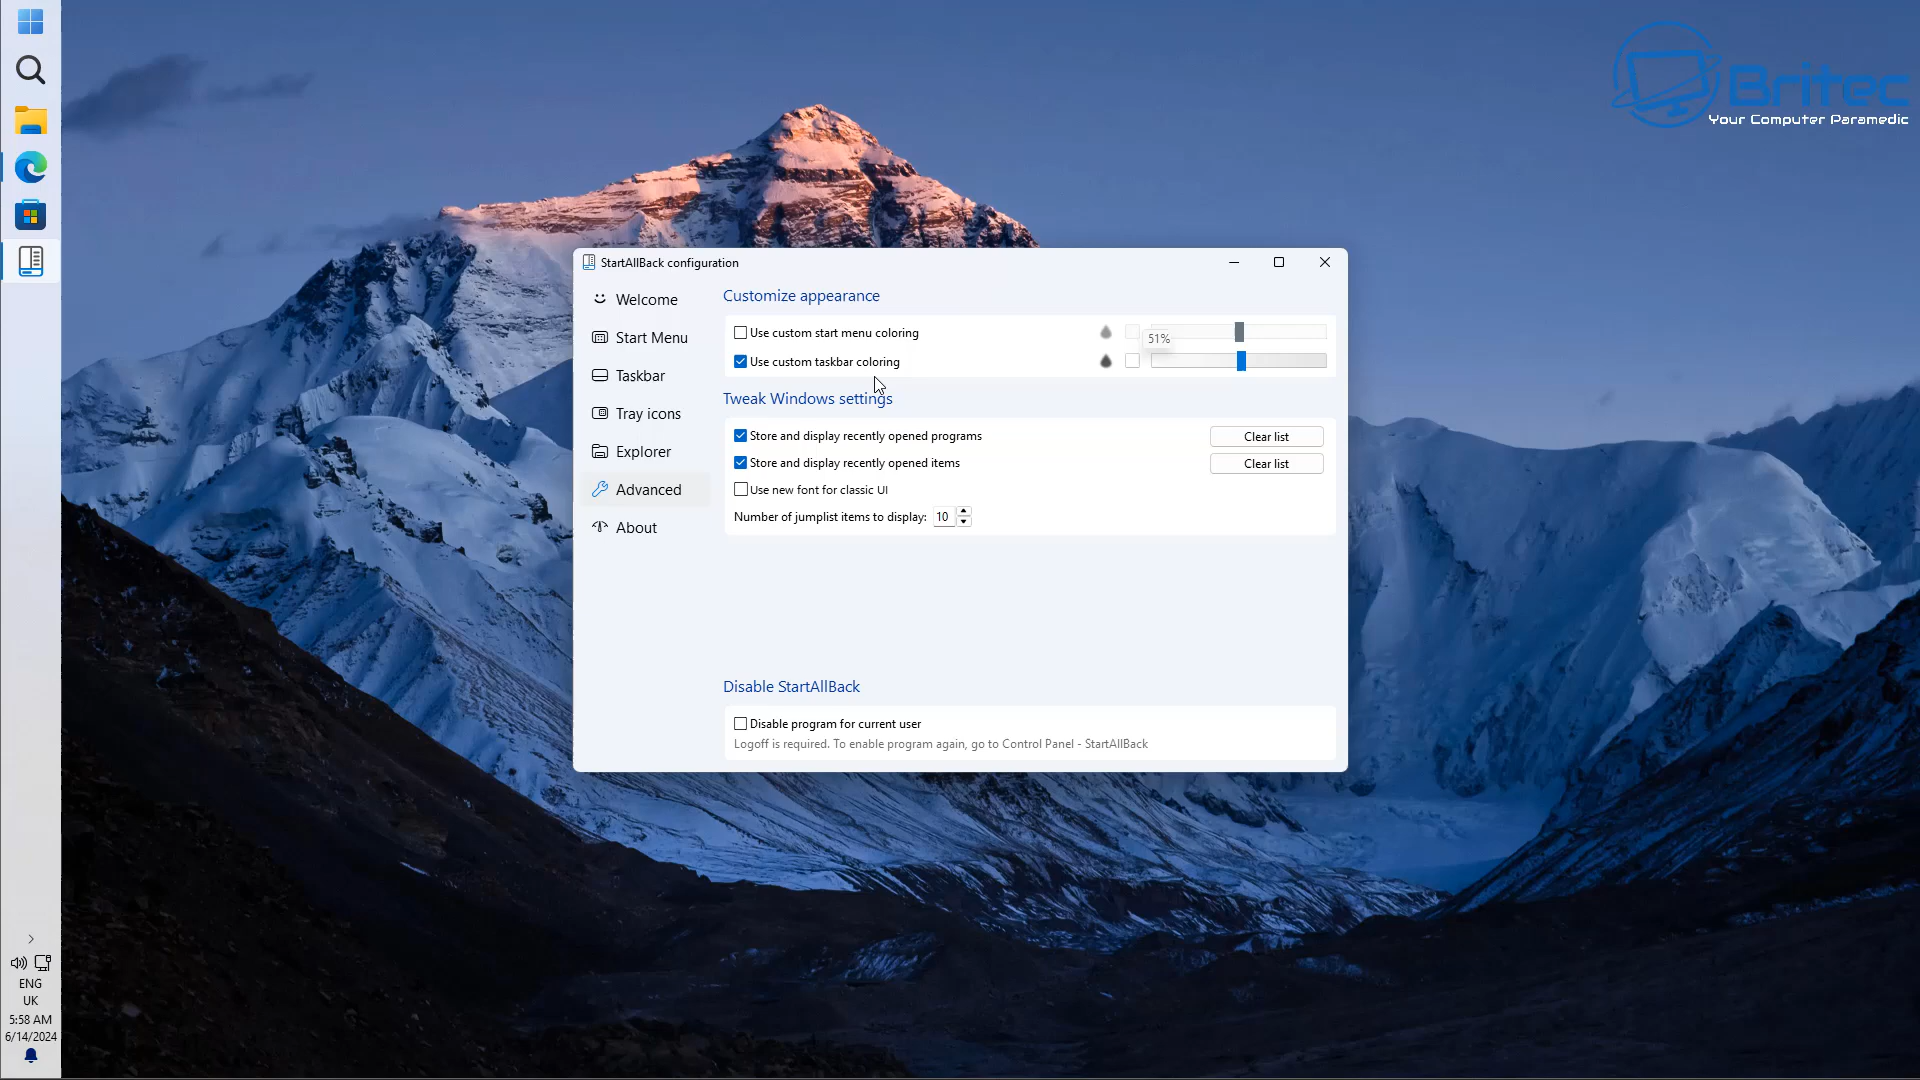 Britec
Your Computer Paramedic
StartAllBack configuration
Welcome
Start Menu
Taskbar
Tray icons
Explorer
Advanced
About
Customize appearance
Use custom start menu coloring
51%
Use custom taskbar coloring
Tweak Windows settings
Store and display recently opened programs
Clear list
Store and display recently opened items
Clear list
Use new font for classic UI
Number of jumplist items to display: 10
Disable StartAllBack
Disable program for current user
Logoff is required. To enable program again, go to Control Panel - StartAllBack
ENG
UK
5:58 AM
6/14/2024